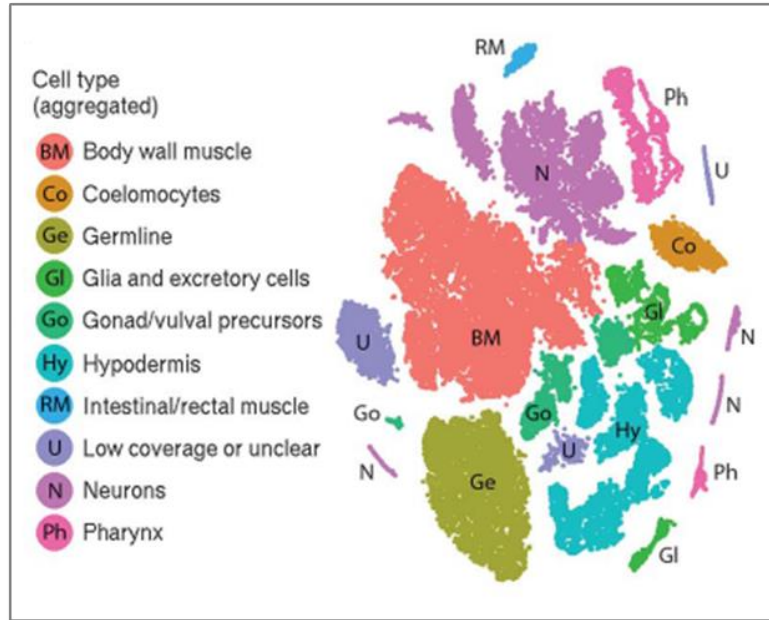 Cell type
(aggregated)
BM Body wall muscle
Co Coelomocytes
Ge Germline
Gl Glia and excretory cells
Go Gonad/vulval precursors
Hy Hypodermis
RM Intestinal/rectal muscle
U Low coverage or unclear
N Neurons
Ph Pharynx
RM
Ph
N
U
Co
Gl
BM
N
U
Go
Go
N
Hy
U
N
Ge
Ph
Gl